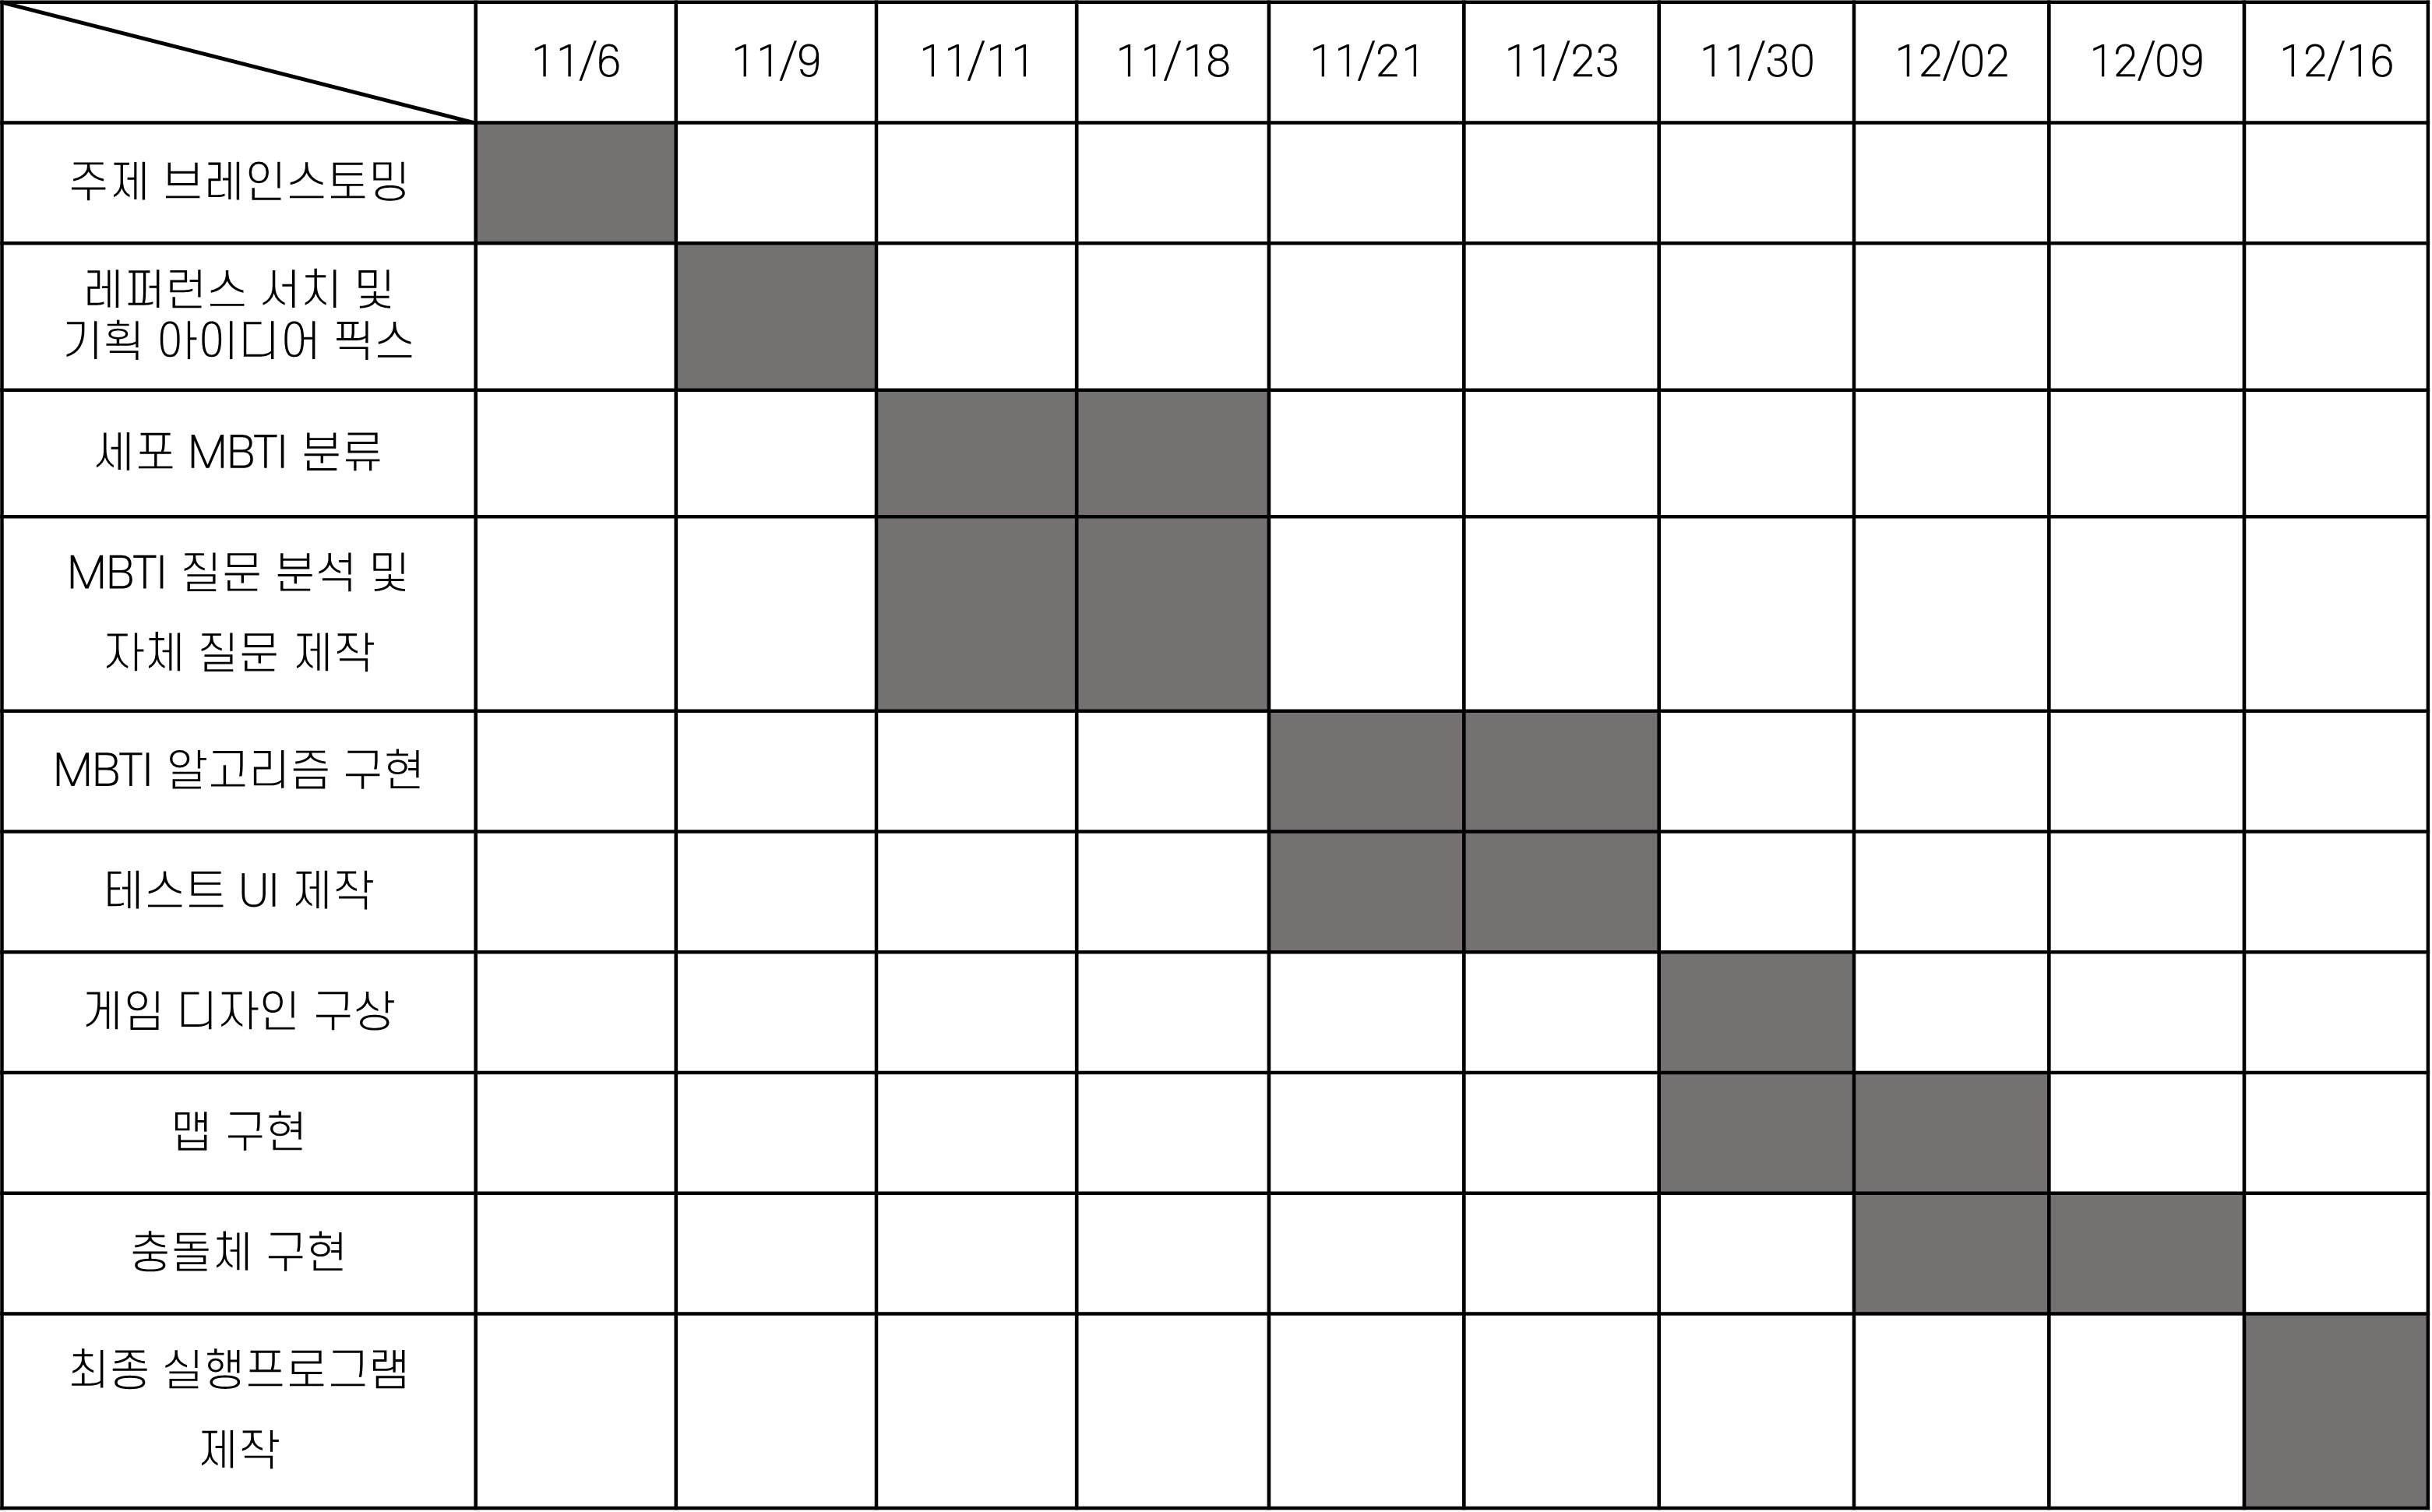 11/6 11/9 11/11 11/18 11/21 11/23 11/30 12/02 12/09 12/16
주제 브레인스토밍
레퍼런스 서치 및
기획 아이디어 픽스
세포 MBTI 분류
MBTI 질문 분석 및
자체 질문 제작
MBTI 알고리즘 구현
테스트 UI 제작
게임 디자인 구상
맵 구현
충돌체 구현
최종 실행프로그램
제작